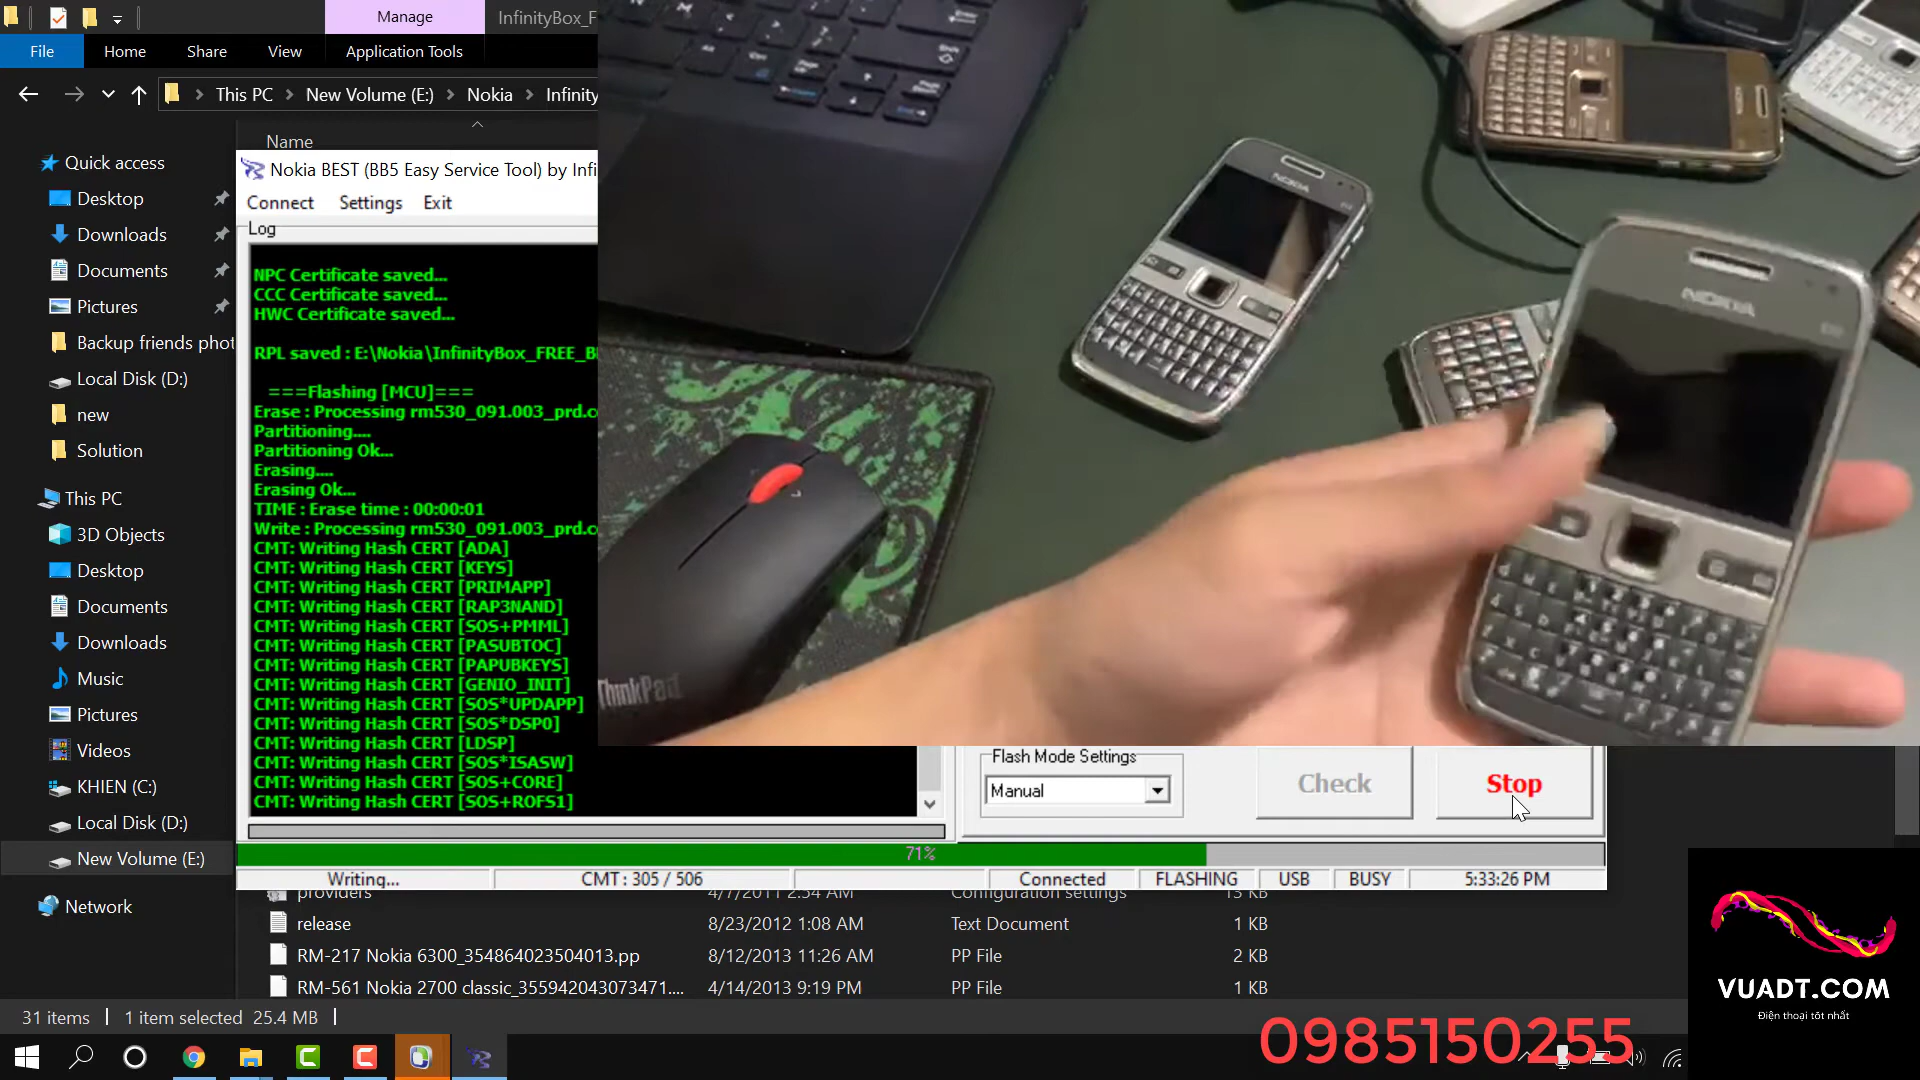 Manage
InfinityBox_F
File
Home
Share
View
Application Tools
This PC
New Volume (E:)
Nokia
Infinity
Name
Quick access
Desktop
Downloads
Documents
Pictures
Backup friends phot
Local Disk (D:)
new
Solution
This PC
3D Objects
Desktop
Documents
Downloads
Music
Pictures
Videos
KHIEN (C:)
Local Disk (D:)
New Volume (E:)
Network
Nokia BEST (BB5 Easy Service Tool) by Infi
Connect
Settings
Exit
Log
NPC Certificate saved...
CCC Certificate saved...
HWC Certificate saved...
RPL saved : E:\Nokia\InfinityBox_FREE_B
===Flashing [MCU]===
Erase : Processing rm530_091.003_prd.c
Partitioning....
Partitioning Ok...
Erasing....
Erasing Ok...
TIME : Erase time : 00:00:01
Write : Processing rm530_091.003_prd.c
CMT: Writing Hash CERT [ADA]
CMT: Writing Hash CERT [KEYS]
CMT: Writing Hash CERT [PRIMAPP]
CMT: Writing Hash CERT [RAP3NAND]
CMT: Writing Hash CERT [SOS+PMML]
CMT: Writing Hash CERT [PASUBTOC]
CMT: Writing Hash CERT [PAPUBKEYS]
CMT: Writing Hash CERT [GENIO_INIT]
CMT: Writing Hash CERT [SOS*UPDAPP]
CMT: Writing Hash CERT [SOS*DSP0]
CMT: Writing Hash CERT [LDSP]
CMT: Writing Hash CERT [SOS*ISASW]
CMT: Writing Hash CERT [SOS+CORE]
CMT: Writing Hash CERT [SOS+ROFS1]
NOKIA
NOKIA
ThinkPad
Flash Mode Settings
Manual
Check
Stop
71%
Writing...
CMT : 305 / 506
Connected
FLASHING
USB
BUSY
5:33:26 PM
providers 4/7/2011 2:54 AM Configuration settings 13 KB
release 8/23/2012 1:08 AM Text Document 1 KB
RM-217 Nokia 6300_354864023504013.pp 8/12/2013 11:26 AM PP File 2 KB
RM-561 Nokia 2700 classic_355942043073471.... 4/14/2013 9:19 PM PP File 1 KB
31 items
1 item selected 25.4 MB
0985150255
VUADT.COM
Điện thoại tốt nhất